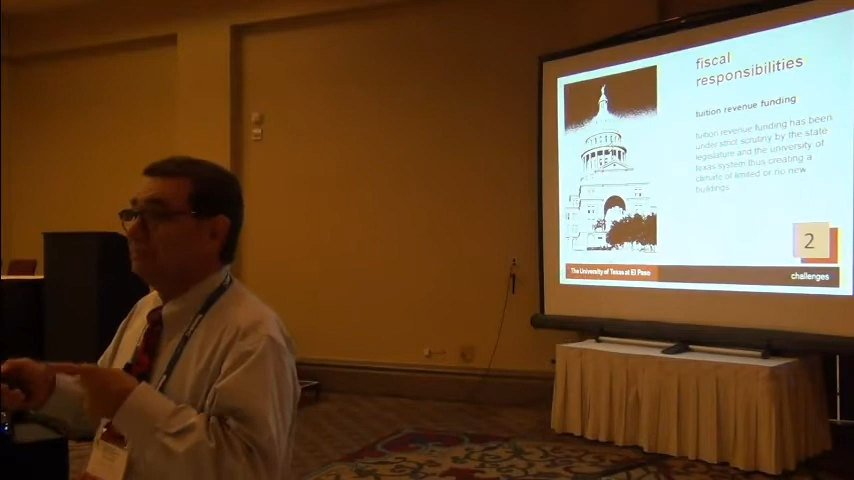 fiscal
responsibilities
tuition revenue funding
tuition revenue funding has been
under strict scrutiny by the state
legislature and the university of
texas system thus creating a
climate of limited or no new
buildings
2
The University of Texas at El Paso
challenges